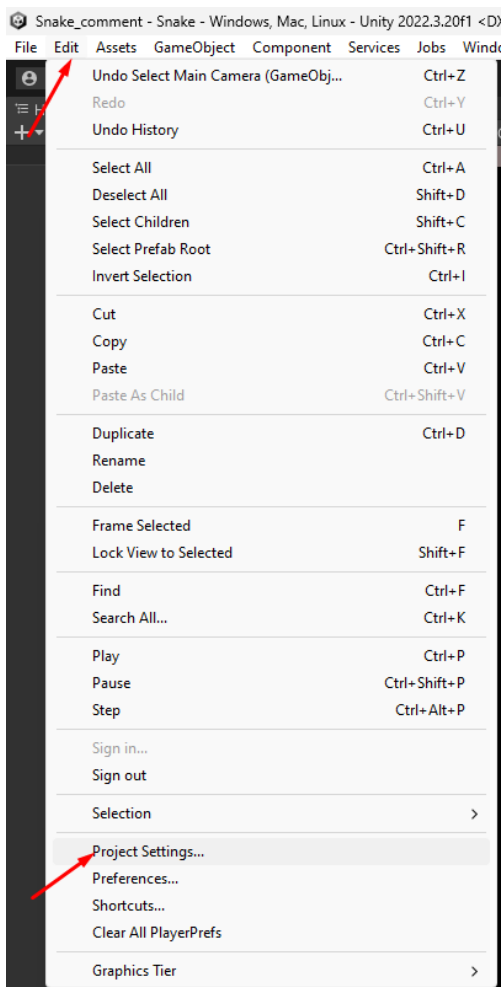 Snake_comment - Snake - Windows, Mac, Linux - Unity 2022.3.20f1 <DX
File Edit Assets GameObject Component Services Jobs
Undo Select Main Camera (GameObj... Ctrl+Z
Redo Ctrl+Y
Undo History Ctrl+U
Select All Ctrl+A
Deselect All Shift+D
Select Children Shift+C
Select Prefab Root Ctrl+Shift+R
Invert Selection Ctrl+I
Cut Ctrl+X
Copy Ctrl+C
Paste Ctrl+V
Paste As Child Ctrl+Shift+V
Duplicate Ctrl+D
Rename
Delete
Frame Selected F
Lock View to Selected Shift+F
Find Ctrl+F
Search All... Ctrl+K
Play Ctrl+P
Pause Ctrl+Shift+P
Step Ctrl+Alt+P
Sign in...
Sign out
Selection >
Project Settings...
Preferences...
Shortcuts...
Clear All PlayerPrefs
Graphics Tier >